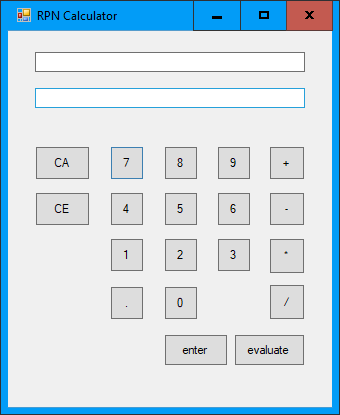 RPN Calculator
CA 7 8 9 +
CE 4 5 6 -
1 2 3 *
. 0 /
enter evaluate